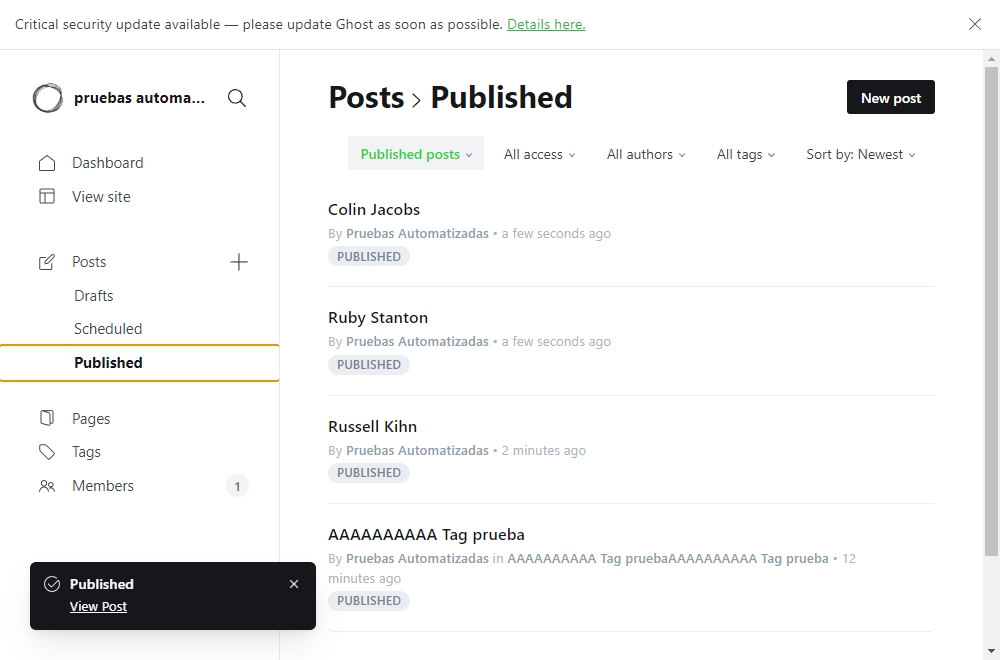 Critical security update available — please update Ghost as soon as possible. Details here.
pruebas automa...
Dashboard
View site
Posts
Drafts
Scheduled
Published
Pages
Tags
Members 1
Published
View Post
Posts › Published
New post
Published posts All access All authors All tags Sort by: Newest
Colin Jacobs
By Pruebas Automatizadas • a few seconds ago
PUBLISHED
Ruby Stanton
By Pruebas Automatizadas • a few seconds ago
PUBLISHED
Russell Kihn
By Pruebas Automatizadas • 2 minutes ago
PUBLISHED
AAAAAAAAAA Tag prueba
By Pruebas Automatizadas in AAAAAAAAAA Tag pruebaAAAAAAAAAA Tag prueba • 12
minutes ago
PUBLISHED